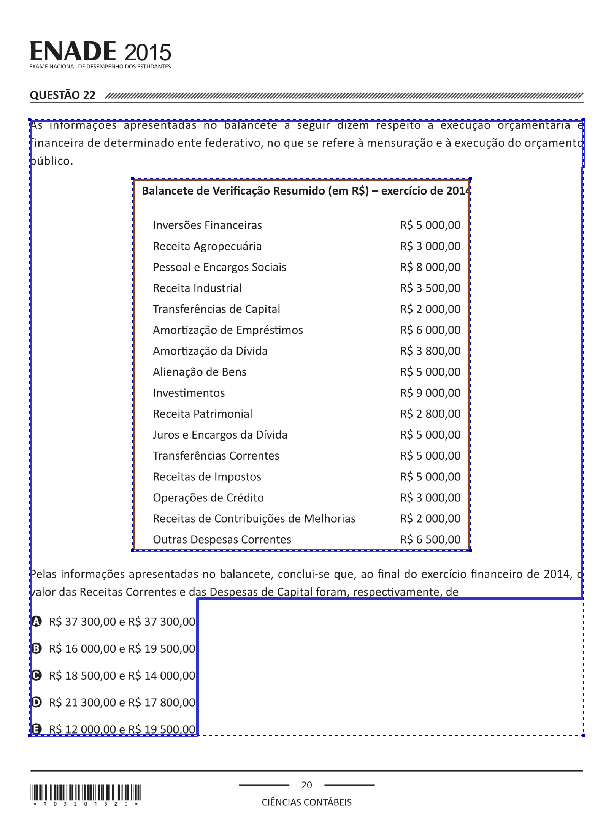 ENADE 2015
EXAME NACIONAL DE DESEMPENHO DOS ESTUDANTES
QUESTÃO 22
As informações apresentadas no balancete a seguir dizem respeito à execução orçamentária e
financeira de determinado ente federativo, no que se refere à mensuração e à execução do orçamento
público.
Balancete de Verificação Resumido (em R$) – exercício de 2014
Inversões Financeiras R$ 5 000,00
Receita Agropecuária R$ 3 000,00
Pessoal e Encargos Sociais R$ 8 000,00
Receita Industrial R$ 3 500,00
Transferências de Capital R$ 2 000,00
Amortização de Empréstimos R$ 6 000,00
Amortização da Dívida R$ 3 800,00
Alienação de Bens R$ 5 000,00
Investimentos R$ 9 000,00
Receita Patrimonial R$ 2 800,00
Juros e Encargos da Dívida R$ 5 000,00
Transferências Correntes R$ 5 000,00
Receitas de Impostos R$ 5 000,00
Operações de Crédito R$ 3 000,00
Receitas de Contribuições de Melhorias R$ 2 000,00
Outras Despesas Correntes R$ 6 500,00
Pelas informações apresentadas no balancete, conclui-se que, ao final do exercício financeiro de 2014, o
valor das Receitas Correntes e das Despesas de Capital foram, respectivamente, de
A R$ 37 300,00 e R$ 37 300,00
B R$ 16 000,00 e R$ 19 500,00
C R$ 18 500,00 e R$ 14 000,00
D R$ 21 300,00 e R$ 17 800,00
E R$ 12 000,00 e R$ 19 500,00
20
CIÊNCIAS CONTÁBEIS